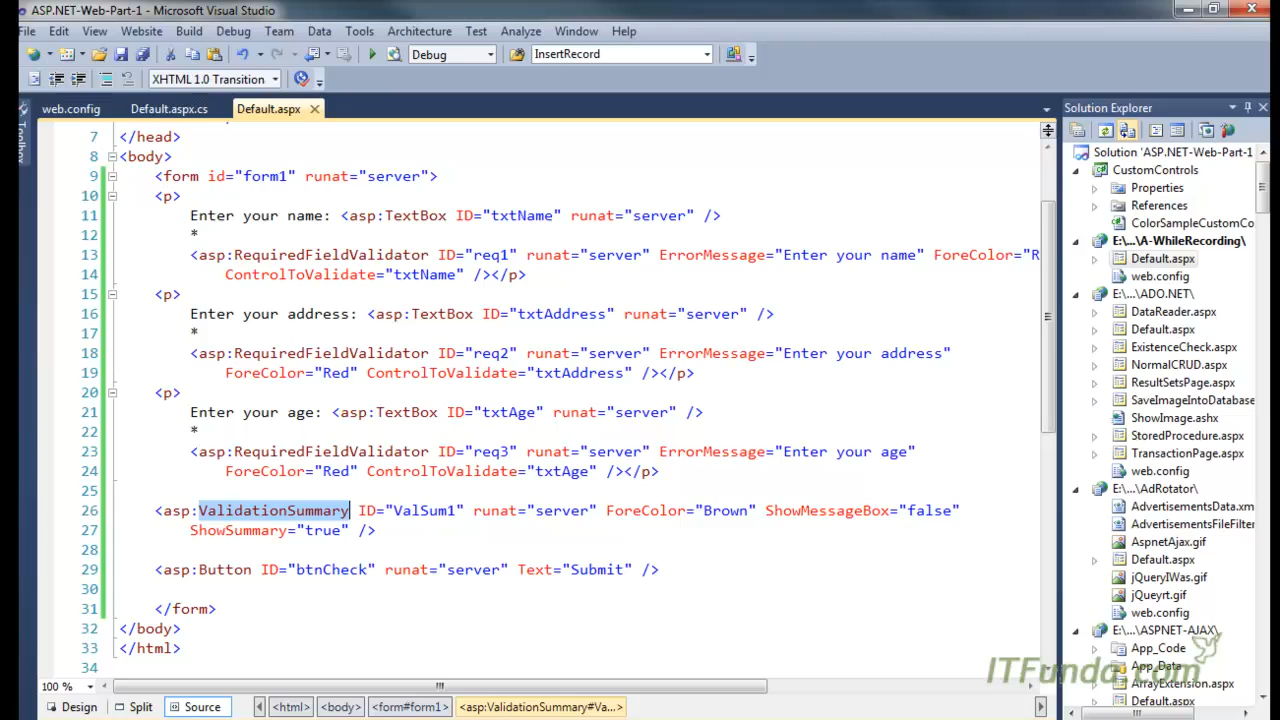 ASP.NET-Web-Part-1 - Microsoft Visual Studio
File Edit View Website Build Debug Team Data Tools Architecture Test Analyze Window Help
Debug InsertRecord
XHTML 1.0 Transition
web.config Default.aspx.cs Default.aspx
7 </head>
8 <body>
9 <form id="form1" runat="server">
10 <p>
11 Enter your name: <asp:TextBox ID="txtName" runat="server" />
12 *
13 <asp:RequiredFieldValidator ID="req1" runat="server" ErrorMessage="Enter your name" ForeColor="R
14 ControlToValidate="txtName" /></p>
15 <p>
16 Enter your address: <asp:TextBox ID="txtAddress" runat="server" />
17 *
18 <asp:RequiredFieldValidator ID="req2" runat="server" ErrorMessage="Enter your address"
19 ForeColor="Red" ControlToValidate="txtAddress" /></p>
20 <p>
21 Enter your age: <asp:TextBox ID="txtAge" runat="server" />
22 *
23 <asp:RequiredFieldValidator ID="req3" runat="server" ErrorMessage="Enter your age"
24 ForeColor="Red" ControlToValidate="txtAge" /></p>
25
26 <asp:ValidationSummary ID="ValSum1" runat="server" ForeColor="Brown" ShowMessageBox="false"
27 ShowSummary="true" />
28
29 <asp:Button ID="btnCheck" runat="server" Text="Submit" />
30
31 </form>
32 </body>
33 </html>
34
100 %
Design Split Source <html> <body> <form#form1> <asp:ValidationSummary#Va...>
Toolbox
Solution Explorer
Solution 'ASP.NET-Web-Part-1
CustomControls
Properties
References
ColorSampleCustomCo
E:\...\A-WhileRecording\
Default.aspx
web.config
E:\...\ADO.NET\
DataReader.aspx
Default.aspx
ExistenceCheck.aspx
NormalCRUD.aspx
ResultSetsPage.aspx
SaveImageIntoDatabase
ShowImage.ashx
StoredProcedure.aspx
TransactionPage.aspx
web.config
E:\...\AdRotator\
AdvertisementsData.xm
AdvertisementsFileFilter
AspnetAjax.gif
Default.aspx
jQueryIWas.gif
jQueyrt.gif
web.config
E:\...\ASPNET-AJAX\
App_Code
App_Data
ArrayExtension.aspx
Default.aspx
ITFunda.com